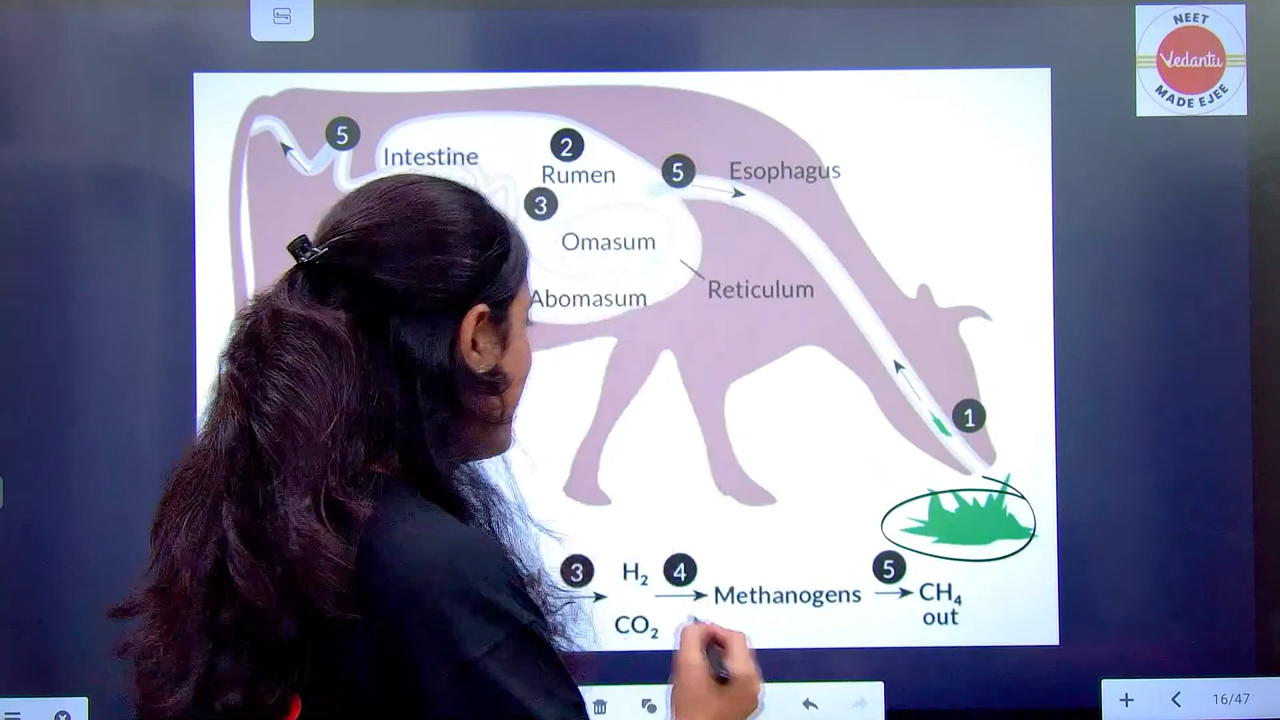 NEET
Vedantu
MADE EJEE
5
Intestine
2
Rumen
5
Esophagus
3
Omasum
Reticulum
Abomasum
1
3
H₂
4
Methanogens
5
CH₄
out
CO₂
16/47